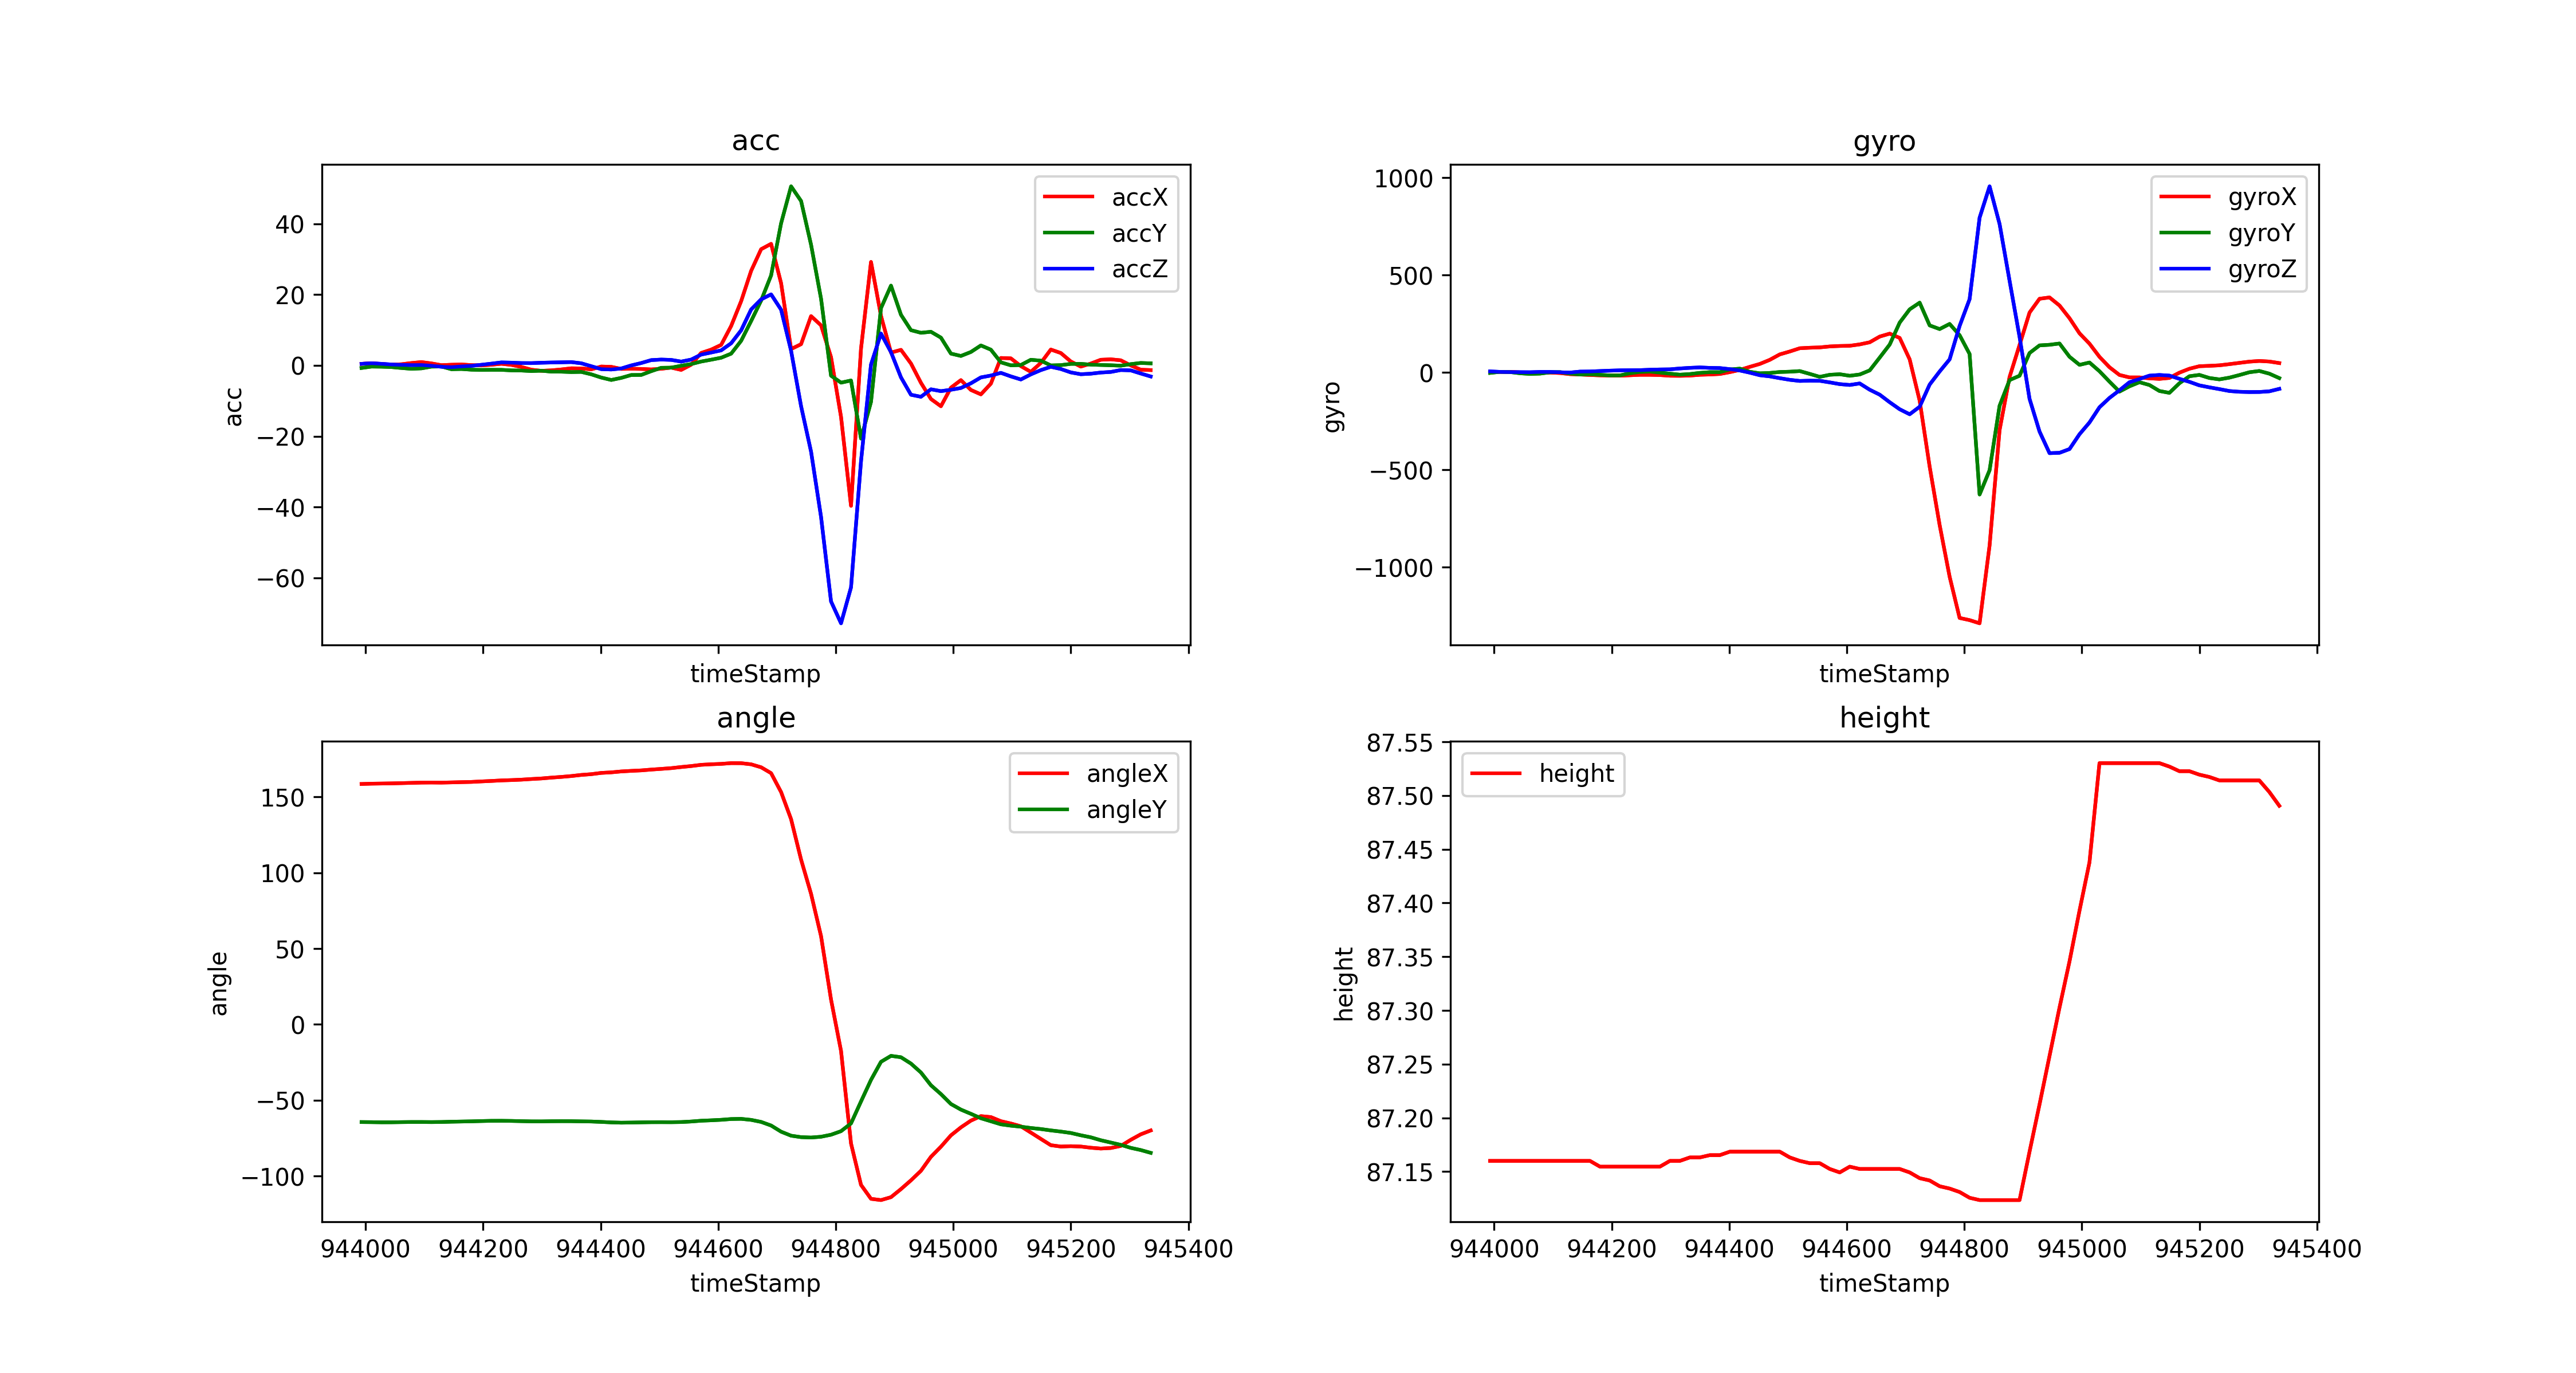 acc
accX
accY
accZ
40
20
0
−20
−40
−60
acc
timeStamp
gyro
gyroX
gyroY
gyroZ
1000
500
0
−500
−1000
gyro
timeStamp
angle
angleX
angleY
150
100
50
0
−50
−100
angle
944000 944200 944400 944600 944800 945000 945200 945400
timeStamp
height
height
87.55
87.50
87.45
87.40
87.35
87.30
87.25
87.20
87.15
height
944000 944200 944400 944600 944800 945000 945200 945400
timeStamp